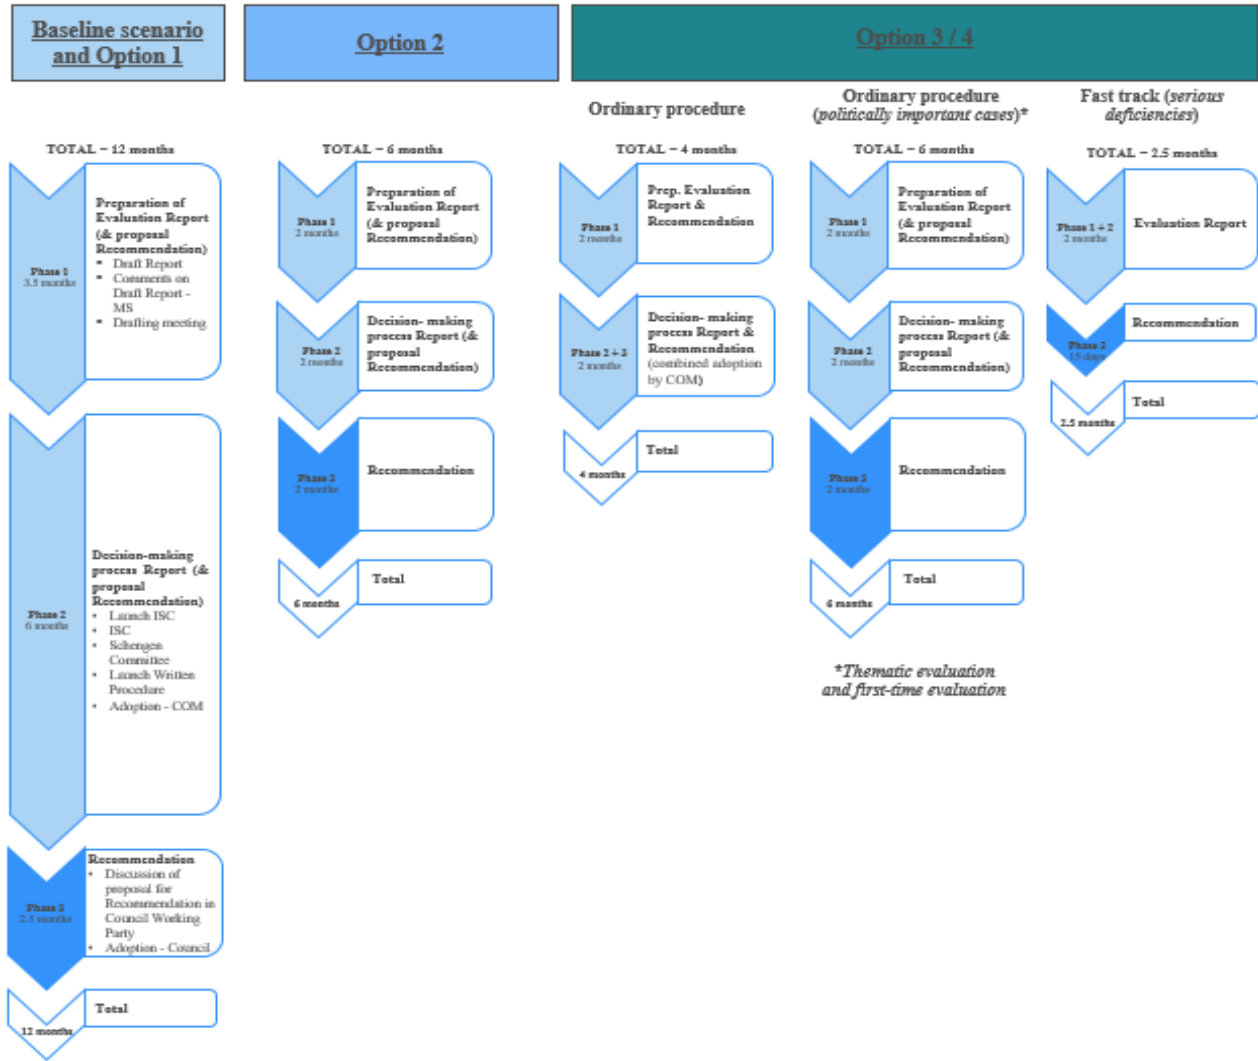 Baseline scenario
and Option 1
Option 2
Option 3 / 4
Ordinary procedure
Ordinary procedure
(politically important cases)*
Fast track (serious
deficiencies)
TOTAL – 12 months
Phase 1
3.5 months
Preparation of
Evaluation Report
(& proposal
Recommendation)
Draft Report
Comments on
Draft Report -
MS
Drafting meeting
Phase 2
6 months
Decision-making
process Report (&
proposal
Recommendation)
Launch ISC
ISC
Schengen
Committee
Launch Written
Procedure
Adoption - COM
Phase 3
2.5 months
Recommendation
Discussion of
proposal for
Recommendation in
Council Working
Party
Adoption - Council
12 months
Total
TOTAL – 6 months
Phase 1
2 months
Preparation of
Evaluation Report
(& proposal
Recommendation)
Phase 2
2 months
Decision- making
process Report (&
proposal
Recommendation)
Phase 3
2 months
Recommendation
6 months
Total
TOTAL – 4 months
Phase 1
2 months
Prep. Evaluation
Report &
Recommendation
Phase 2 + 3
2 months
Decision- making
process Report &
Recommendation
(combined adoption
by COM)
4 months
Total
TOTAL – 6 months
Phase 1
2 months
Preparation of
Evaluation Report
(& proposal
Recommendation)
Phase 2
2 months
Decision- making
process Report (&
proposal
Recommendation)
Phase 3
2 months
Recommendation
6 months
Total
*Thematic evaluation
and first-time evaluation
TOTAL – 2.5 months
Phase 1 + 2
2 months
Evaluation Report
Phase 3
15 days
Recommendation
2.5 months
Total